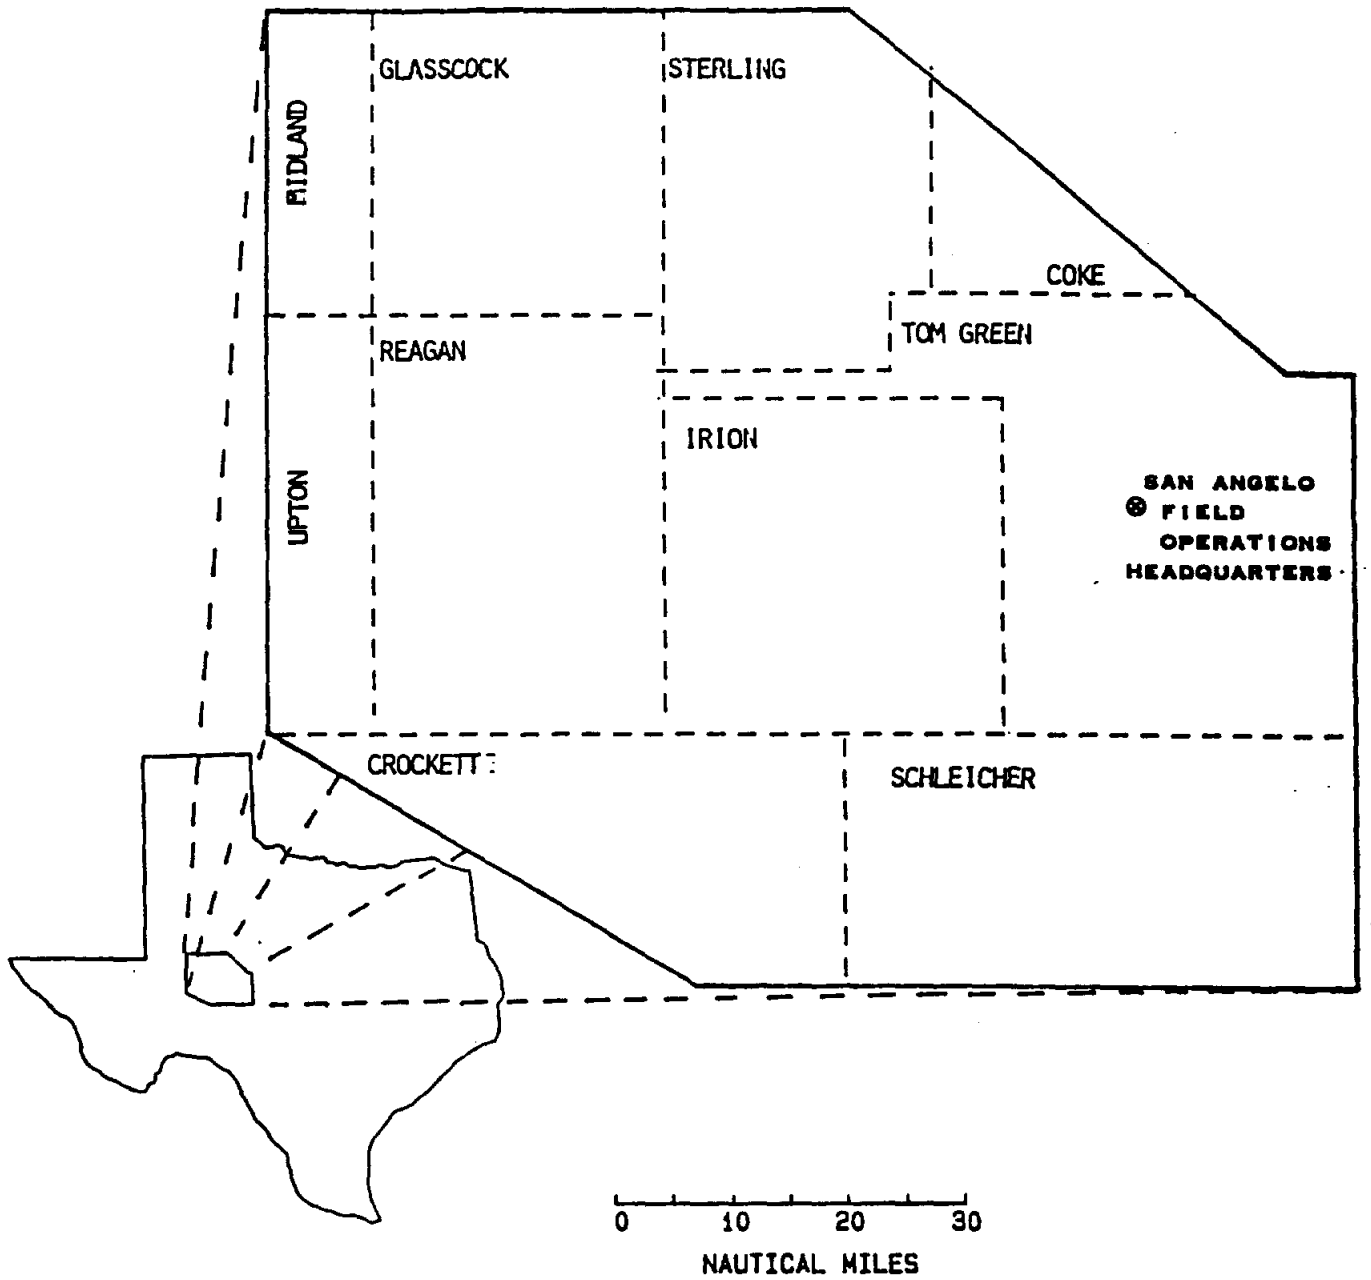 GLASSCOCK
STERLING
MIDLAND
COKE
TOM GREEN
REAGAN
IRION
UPTON
SAN ANGELO
FIELD
OPERATIONS
HEADQUARTERS
CROCKETT
SCHLEICHER
0 10 20 30
NAUTICAL MILES